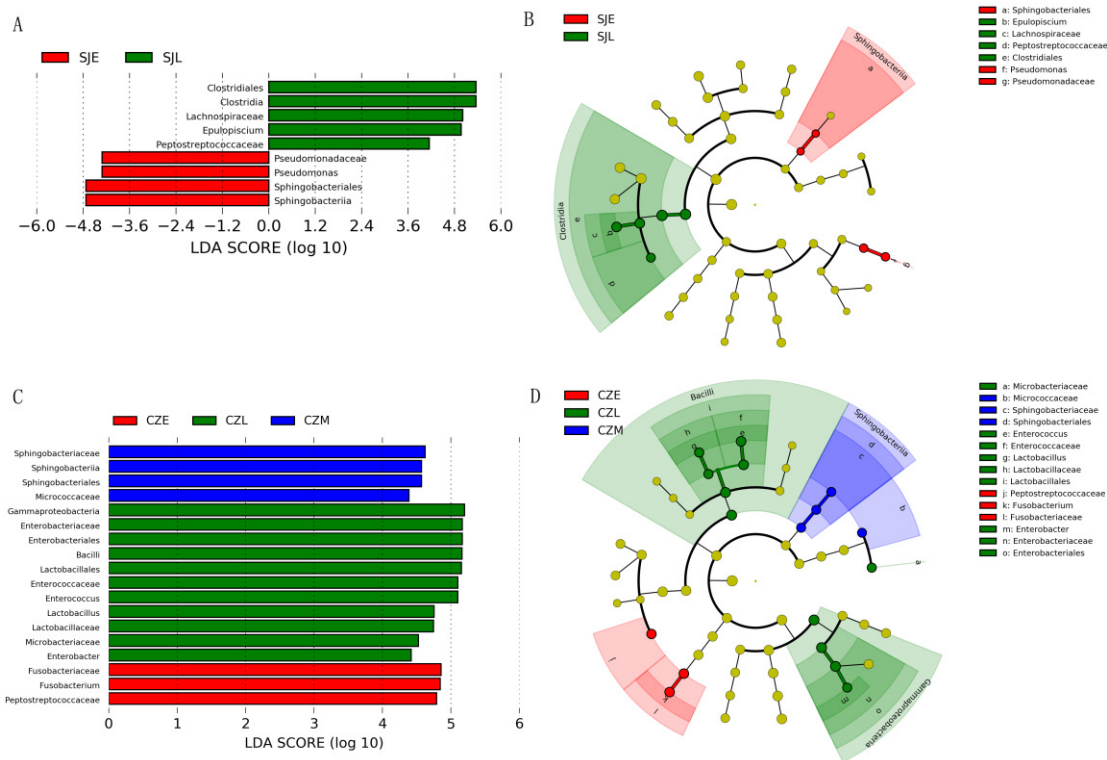 A
SJE
SJL
Clostridiales
Clostridia
Lachnospiraceae
Epulopiscium
Peptostreptococcaceae
Pseudomonadaceae
Pseudomonas
Sphingobacteriales
Sphingobacteriia
−6.0 −4.8 −3.6 −2.4 −1.2 0.0 1.2 2.4 3.6 4.8 6.0
LDA SCORE (log 10)
B
SJE
SJL
Sphingobacteriia
a
Clostridia
e
c
b
d
g
a: Sphingobacteriales
b: Epulopiscium
c: Lachnospiraceae
d: Peptostreptococcaceae
e: Clostridiales
f: Pseudomonas
g: Pseudomonadaceae
C
CZE
CZL
CZM
Sphingobacteriaceae
Sphingobacteriia
Sphingobacteriales
Micrococcaceae
Gammaproteobacteria
Enterobacteriaceae
Enterobacteriales
Bacilli
Lactobacillales
Enterococcaceae
Enterococcus
Lactobacillus
Lactobacillaceae
Microbacteriaceae
Enterobacter
Fusobacteriaceae
Fusobacterium
Peptostreptococcaceae
0 1 2 3 4 5 6
LDA SCORE (log 10)
D
CZE
CZL
CZM
Bacilli
i
h
f
g
e
Sphingobacteriia
d
c
b
a
j
k
l
m
n
o
Gammaproteobacteria
a: Microbacteriaceae
b: Micrococcaceae
c: Sphingobacteriaceae
d: Sphingobacteriales
e: Enterococcus
f: Enterococcaceae
g: Lactobacillus
h: Lactobacillaceae
i: Lactobacillales
j: Peptostreptococcaceae
k: Fusobacterium
l: Fusobacteriaceae
m: Enterobacter
n: Enterobacteriaceae
o: Enterobacteriales